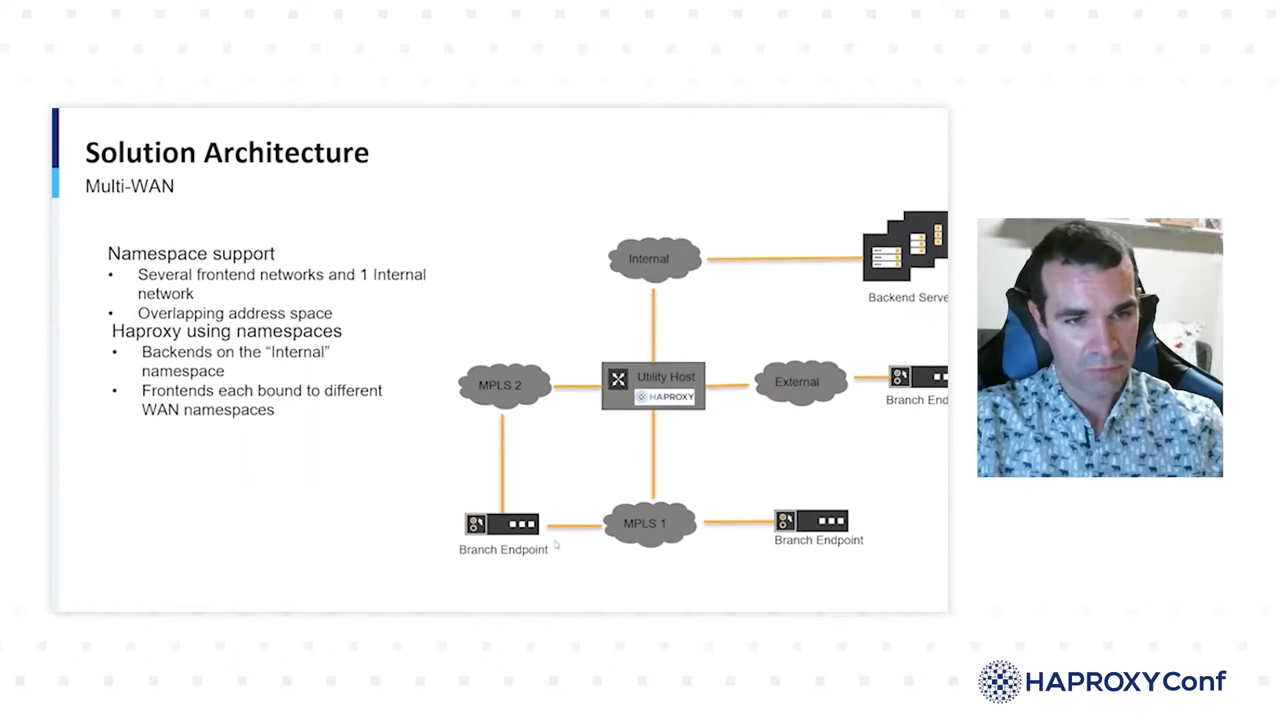 Solution Architecture
Multi-WAN
Namespace support
• Several frontend networks and 1 Internal
network
• Overlapping address space
Haproxy using namespaces
• Backends on the “Internal”
namespace
• Frontends each bound to different
WAN namespaces
Internal
Backend Serve
MPLS 2
Utility Host
HAPROXY
External
Branch End
MPLS 1
Branch Endpoint
Branch Endpoint
HAPROXYConf